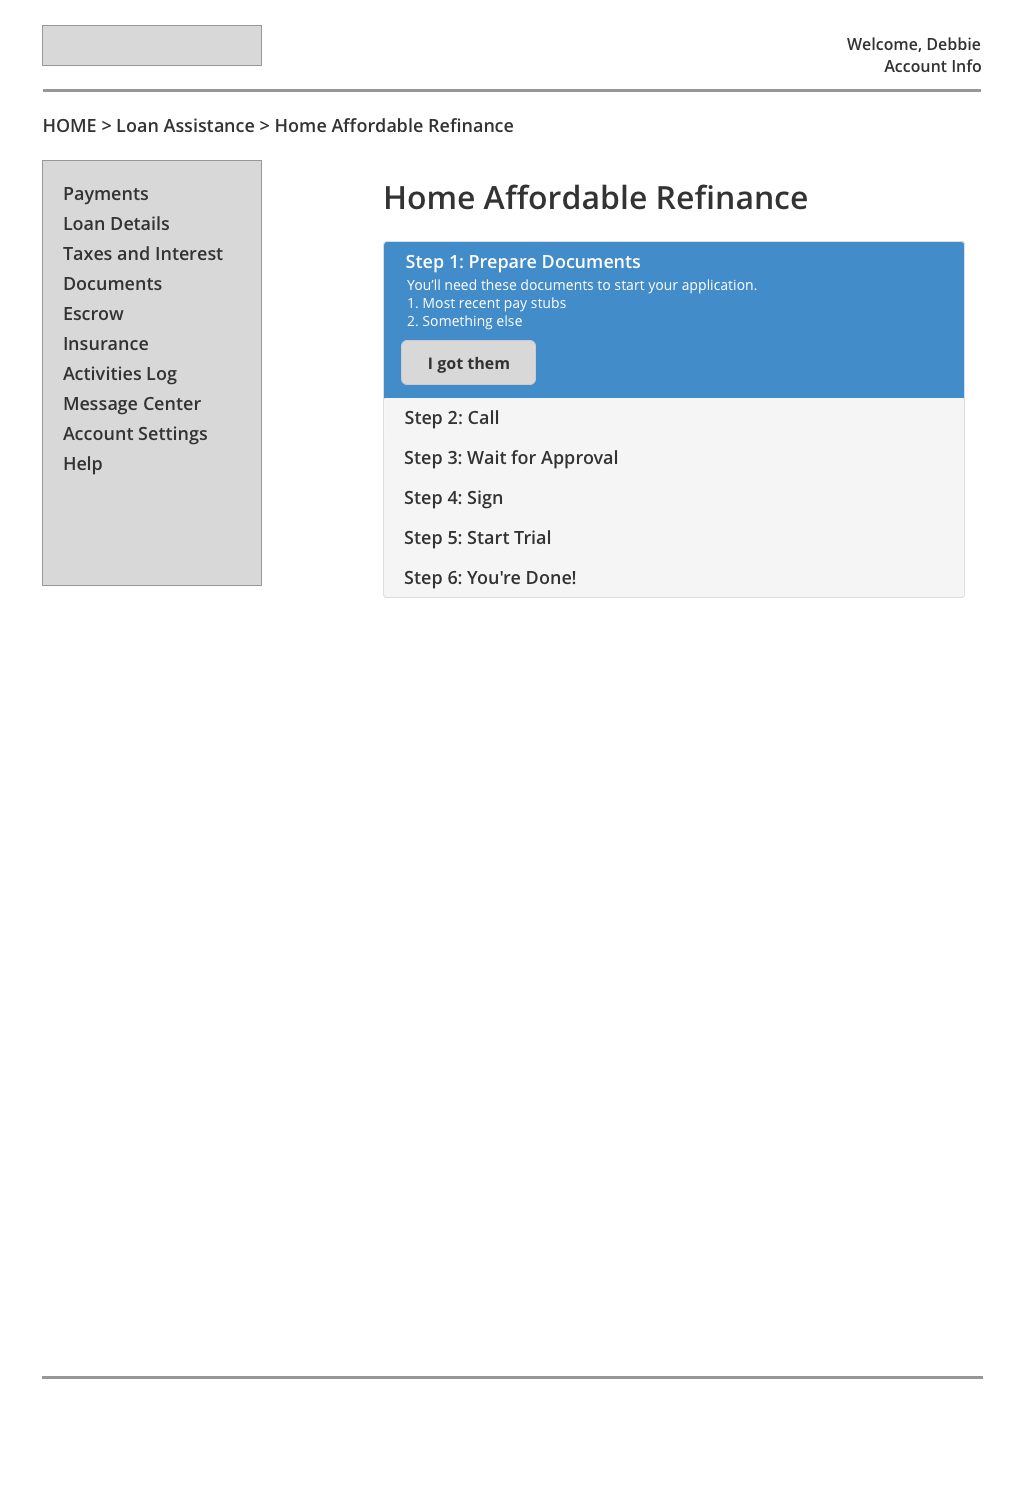 Welcome, Debbie
Account Info
HOME > Loan Assistance > Home Affordable Refinance
Payments
Loan Details
Taxes and Interest
Documents
Escrow
Insurance
Activities Log
Message Center
Account Settings
Help
Home Affordable Refinance
Step 1: Prepare Documents
You’ll need these documents to start your application.
1. Most recent pay stubs
2. Something else
I got them
Step 2: Call
Step 3: Wait for Approval
Step 4: Sign
Step 5: Start Trial
Step 6: You're Done!